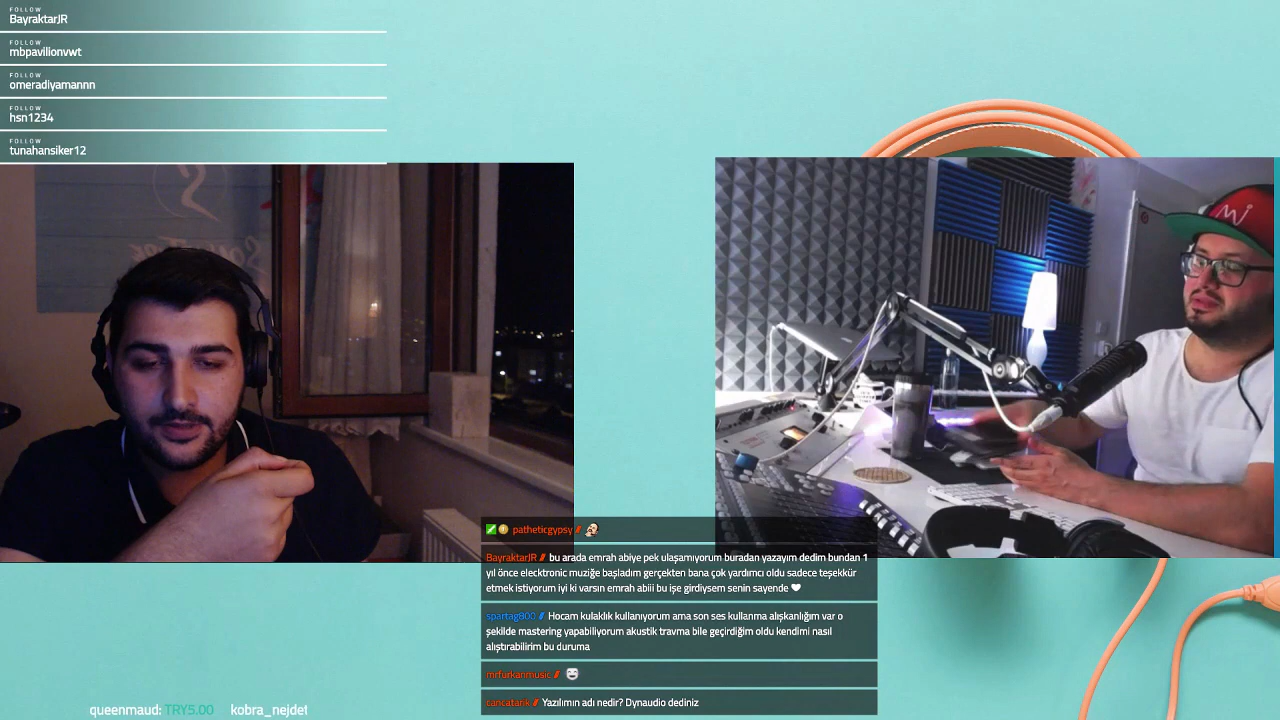 FOLLOW
BayraktarJR
FOLLOW
mbpavilionvwt
FOLLOW
omeradiyamannn
FOLLOW
hsn1234
FOLLOW
tunahansiker12
patheticgypsy //
BayraktarJR // bu arada emrah abiye pek ulaşamıyorum buradan yazayım dedim bundan 1
yıl önce elecktronic muziğe başladım gerçekten bana çok yardımcı oldu sadece teşekkür
etmek istiyorum iyi ki varsın emrah abiii bu işe girdiysem senin sayende 🤍
spartag800 // Hocam kulaklık kullanıyorum ama son ses kullanma alışkanlığım var o
şekilde mastering yapabiliyorum akustik travma bile geçirdiğim oldu kendimi nasıl
alıştırabilirim bu duruma
mrfurkanmusic //
caricatarik // Yazılımın adı nedir? Dynaudio dediniz
queenmaud: TRY5.00 kobra_nejdet